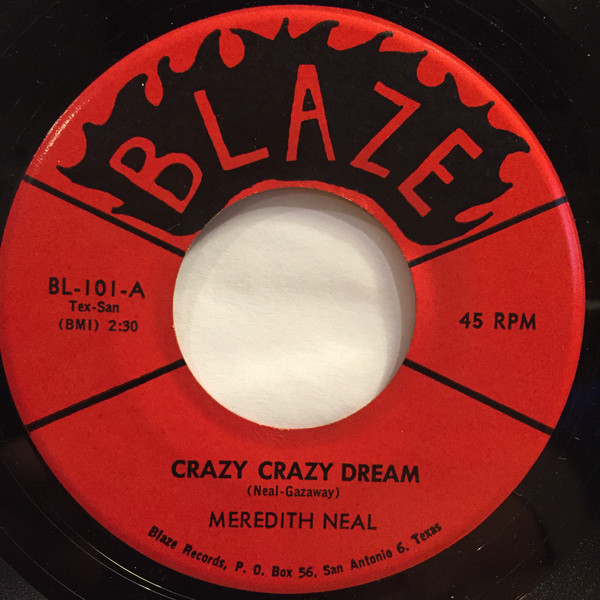 BLAZE
BL-101-A
Tex-San
(BMI) 2:30
45 RPM
CRAZY CRAZY DREAM
(Neal-Gazaway)
MEREDITH NEAL
Blaze Records, P. O. Box 56, San Antonio 6, Texas